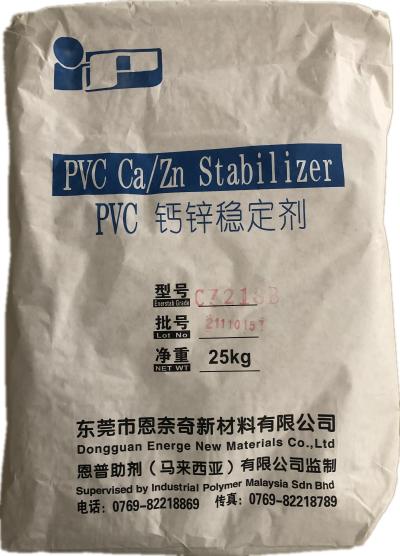 PVC Ca/Zn Stabilizer
PVC 钙锌稳定剂
型号
Enerstab Grade
批号 2111015T
Lot No
净重 25kg
NET WT
东莞市恩奈奇新材料有限公司
Dongguan Energe New Materials Co.,Ltd
恩普助剂（马来西亚）有限公司监制
Supervised by Industrial Polymer Malaysia Sdn Bhd
电话：0769-82218869 传真：0769-82218789